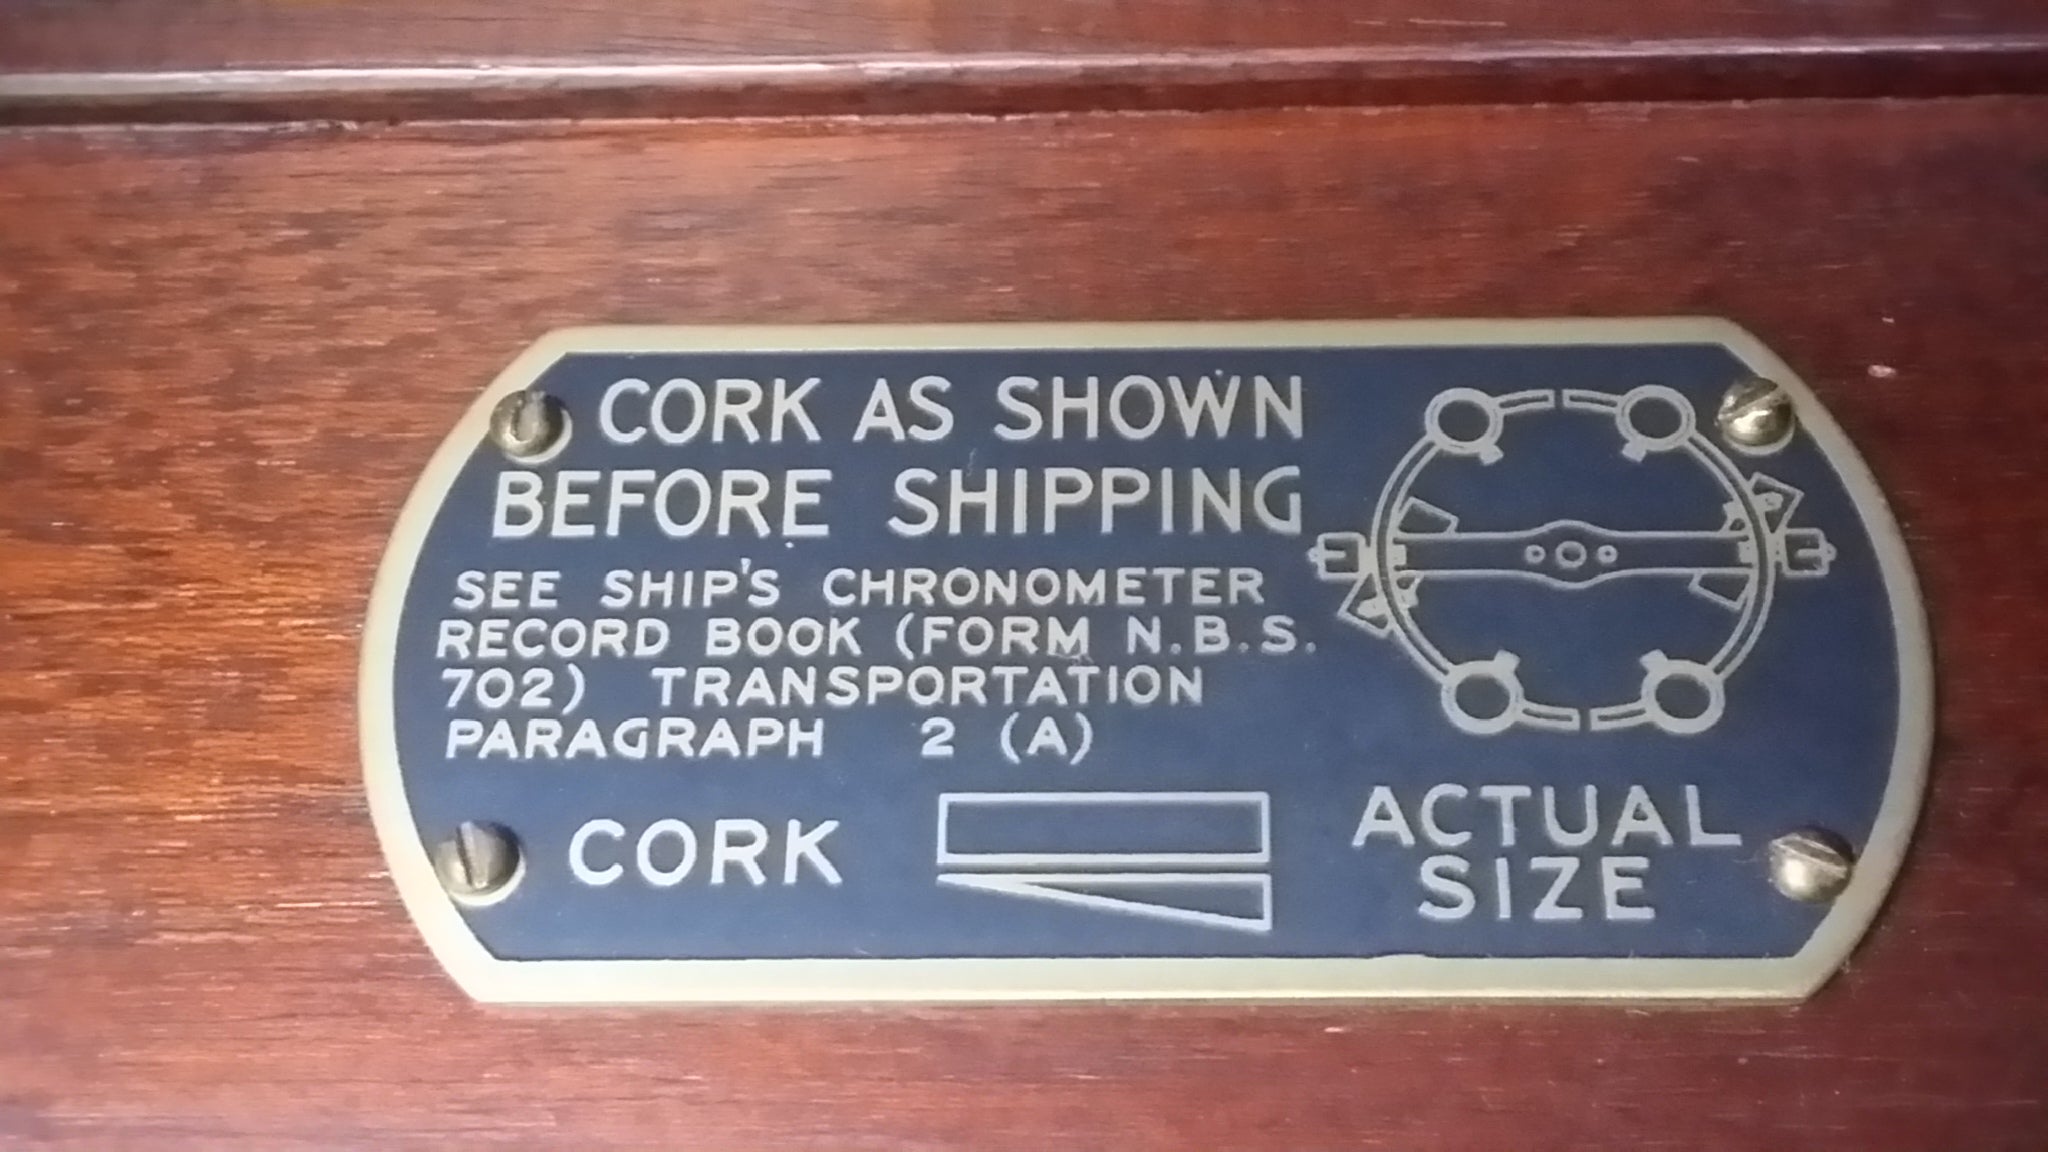 CORK AS SHOWN
BEFORE SHIPPING
SEE SHIP'S CHRONOMETER
RECORD BOOK (FORM N.B.S.
702) TRANSPORTATION
PARAGRAPH 2 (A)
CORK
ACTUAL
SIZE